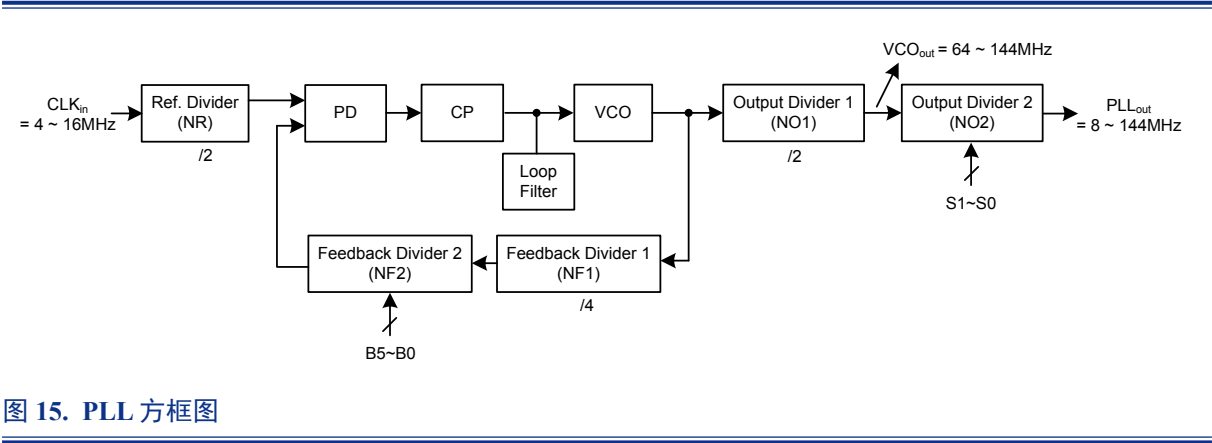 VCOout = 64 ~ 144MHz
CLKin
= 4 ~ 16MHz
Ref. Divider
(NR)
/2
PD
CP
VCO
Output Divider 1
(NO1)
/2
Output Divider 2
(NO2)
PLLout
= 8 ~ 144MHz
Loop
Filter
S1~S0
Feedback Divider 2
(NF2)
Feedback Divider 1
(NF1)
/4
B5~B0
图 15. PLL 方框图